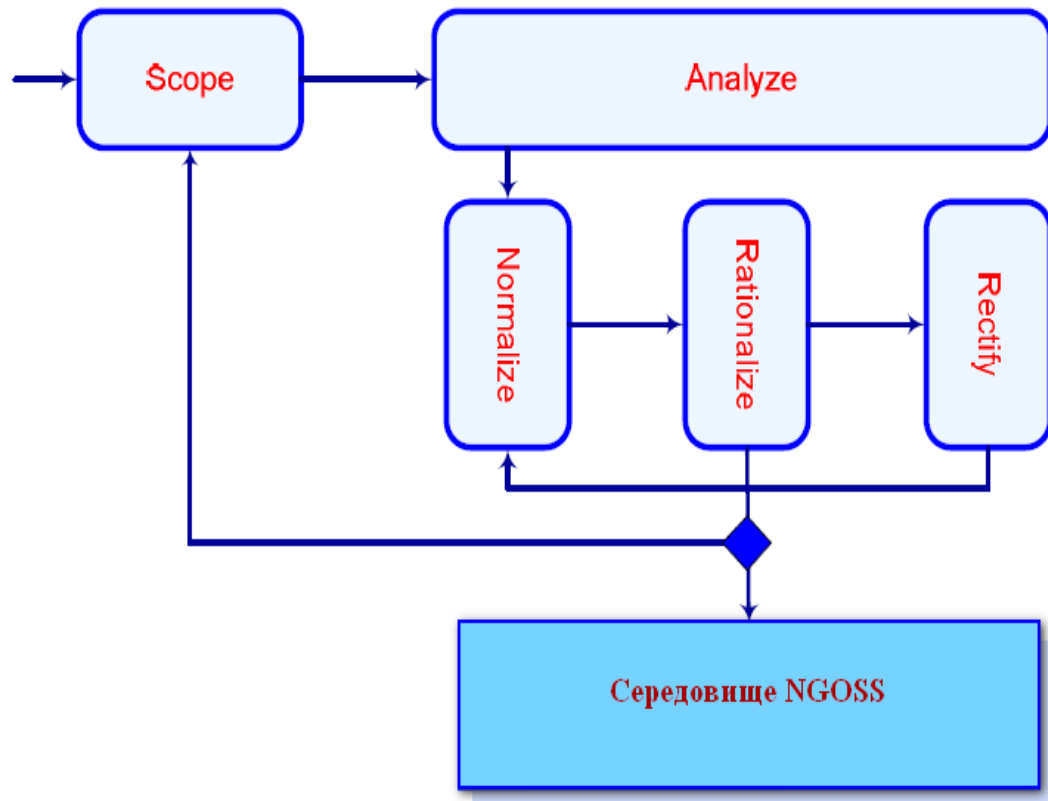 Scope
Analyze
Normalize
Rationalize
Rectify
Середовище NGOSS